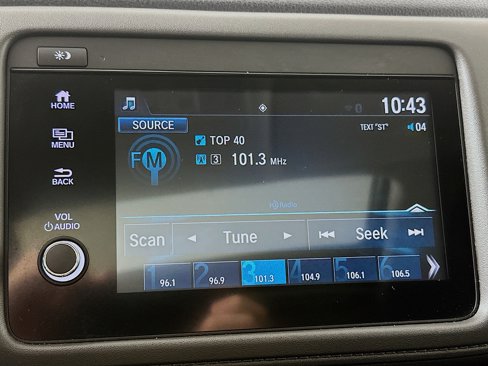 HOME
MENU
BACK
VOL
AUDIO
10:43
SOURCE
TEXT "ST"
04
FM
TOP 40
3
101.3 MHz
HD Radio
Scan
Tune
Seek
1 96.1
2 96.9
3 101.3
4 104.9
5 106.1
6 106.5